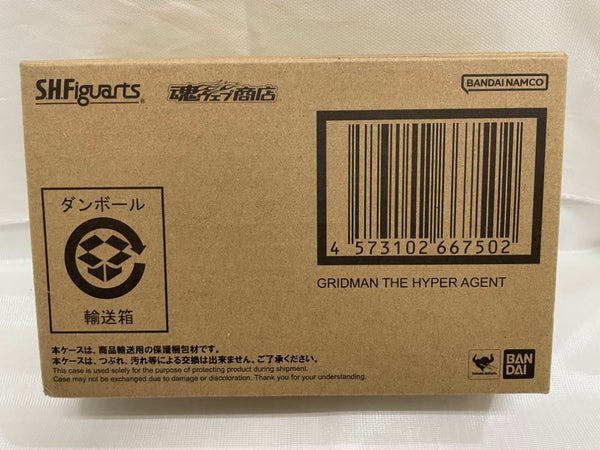 S.H.Figuarts
魂ウェブ商店
BANDAI NAMCO
ダンボール
輸送箱
4 573102 667502
GRIDMAN THE HYPER AGENT
本ケースは、商品輸送用の保護梱包材です。
本ケースは、つぶれ、汚れ等による交換は出来ません。ご了承ください。
This case is used solely for the purpose of protecting product during shipment.
Case may not be exchanged due to damage or discoloration. Thank you for your understanding.
BAN
DAI